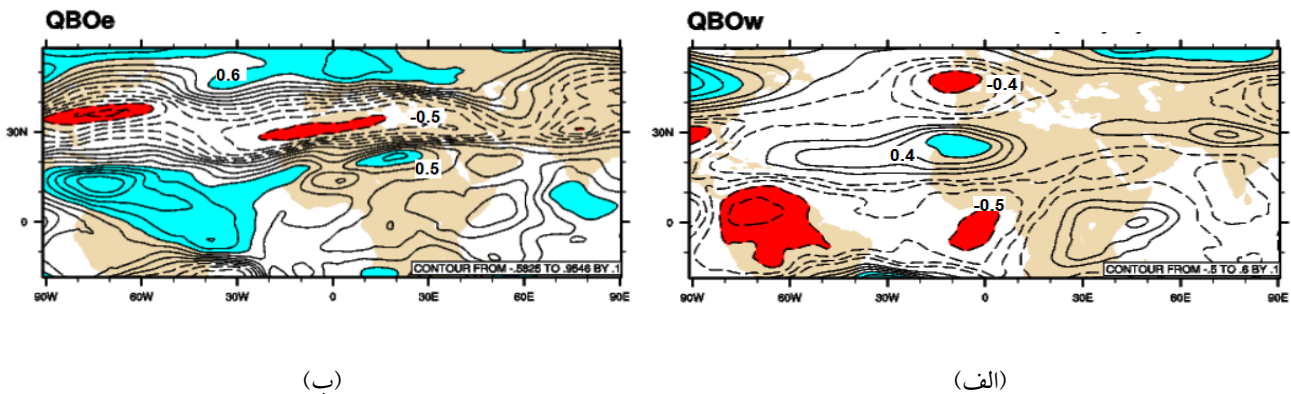 QBOe
0.6
-0.5
0.5
30N
0
CONTOUR FROM -.5825 TO .9546 BY .1
90W 60W 30W 0 30E 60E 90E
(ب)
QBOw
-0.4
0.4
-0.5
30N
0
CONTOUR FROM -.5 TO .6 BY .1
90W 60W 30W 0 30E 60E 90E
(الف)